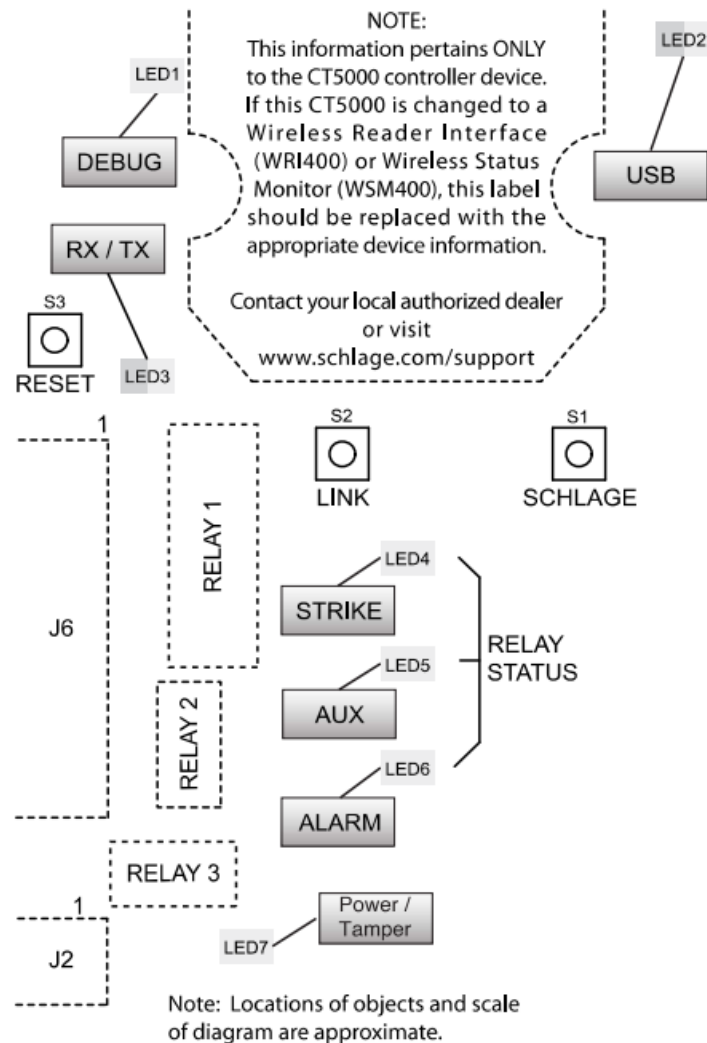 NOTE:
This information pertains ONLY
to the CT5000 controller device.
If this CT5000 is changed to a
Wireless Reader Interface
(WRI400) or Wireless Status
Monitor (WSM400), this label
should be replaced with the
appropriate device information.
Contact your local authorized dealer
or visit
www.schlage.com/support
LED1
DEBUG
LED2
USB
RX / TX
LED3
S3
RESET
S2
LINK
S1
SCHLAGE
1
J6
RELAY 1
RELAY 2
RELAY 3
LED4
STRIKE
LED5
AUX
LED6
ALARM
RELAY
STATUS
1
J2
LED7
Power /
Tamper
Note: Locations of objects and scale
of diagram are approximate.